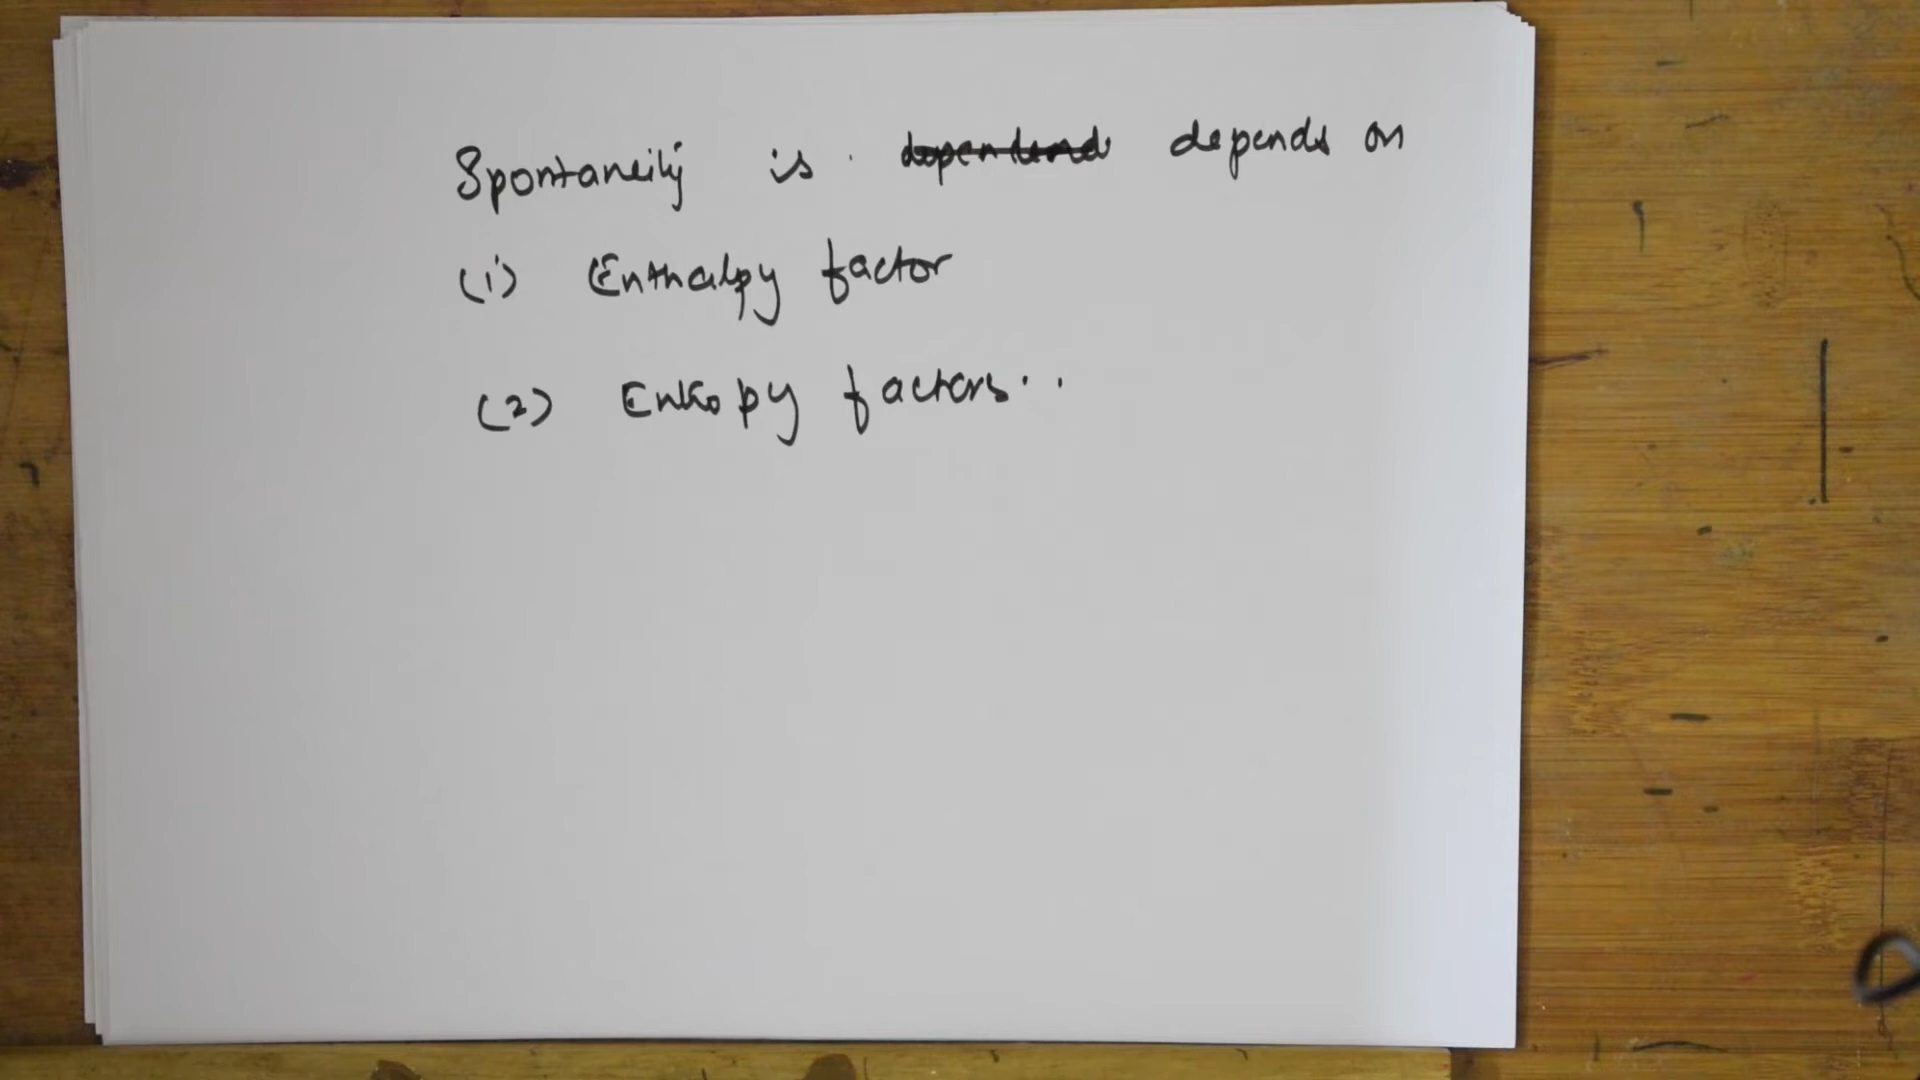 Spontaneity is depends on
(1) Enthalpy factor
(2) Entropy factors..